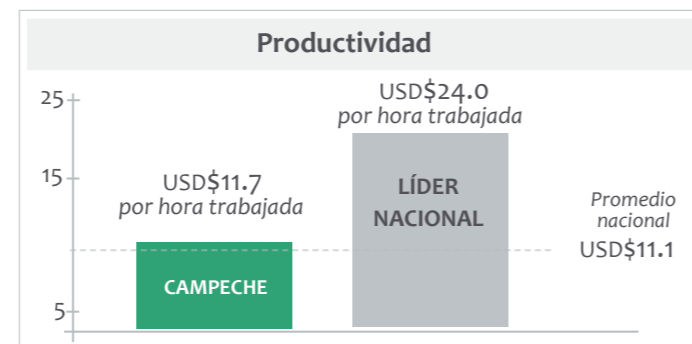 Productividad
25
USD$24.0
por hora trabajada
15
USD$11.7
por hora trabajada
LÍDER
NACIONAL
Promedio
nacional
USD$11.1
CAMPECHE
5